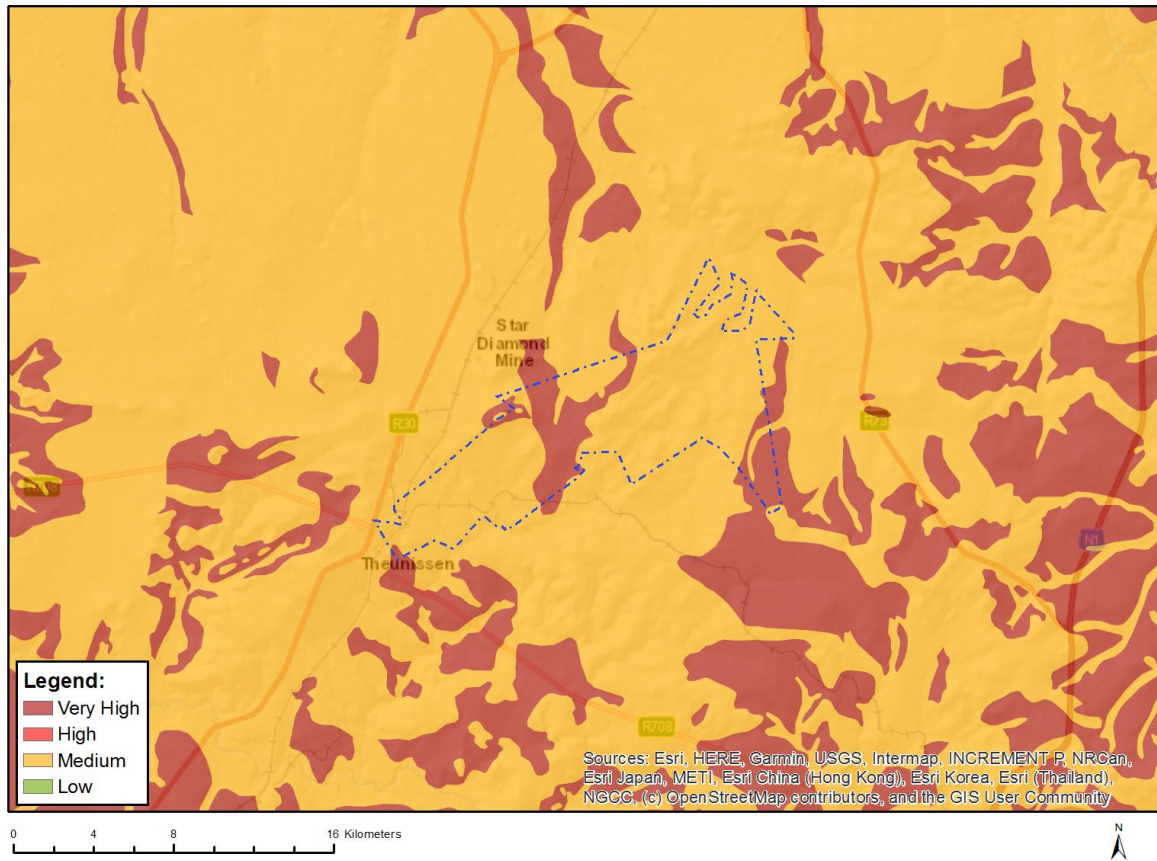 Star
Diamond
Mine
R30
R73
N1
Theunissen
R708
Legend:
Very High
High
Medium
Low
Sources: Esri, HERE, Garmin, USGS, Intermap, INCREMENT P, NRCan,
Esri Japan, METI, Esri China (Hong Kong), Esri Korea, Esri (Thailand),
NGCC, (c) OpenStreetMap contributors, and the GIS User Community
0 4 8 16 Kilometers
N